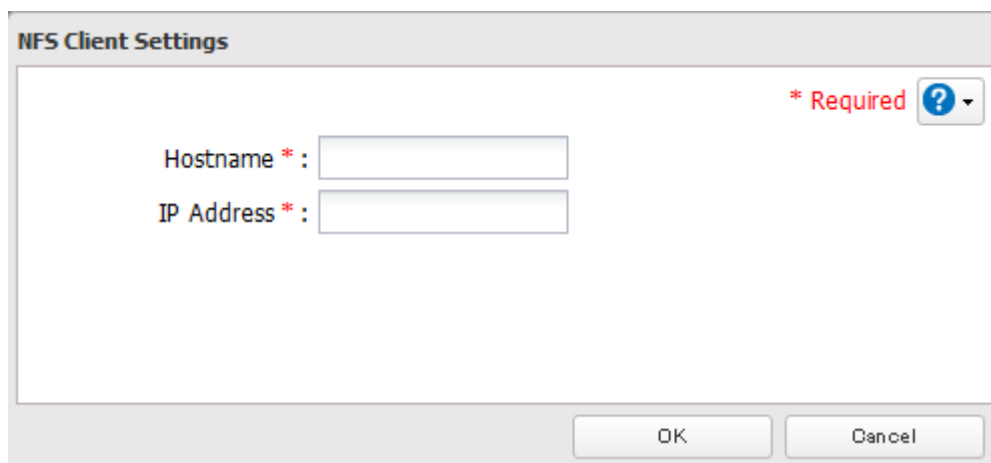 NFS Client Settings
* Required ?
Hostname * :
IP Address * :
OK Cancel